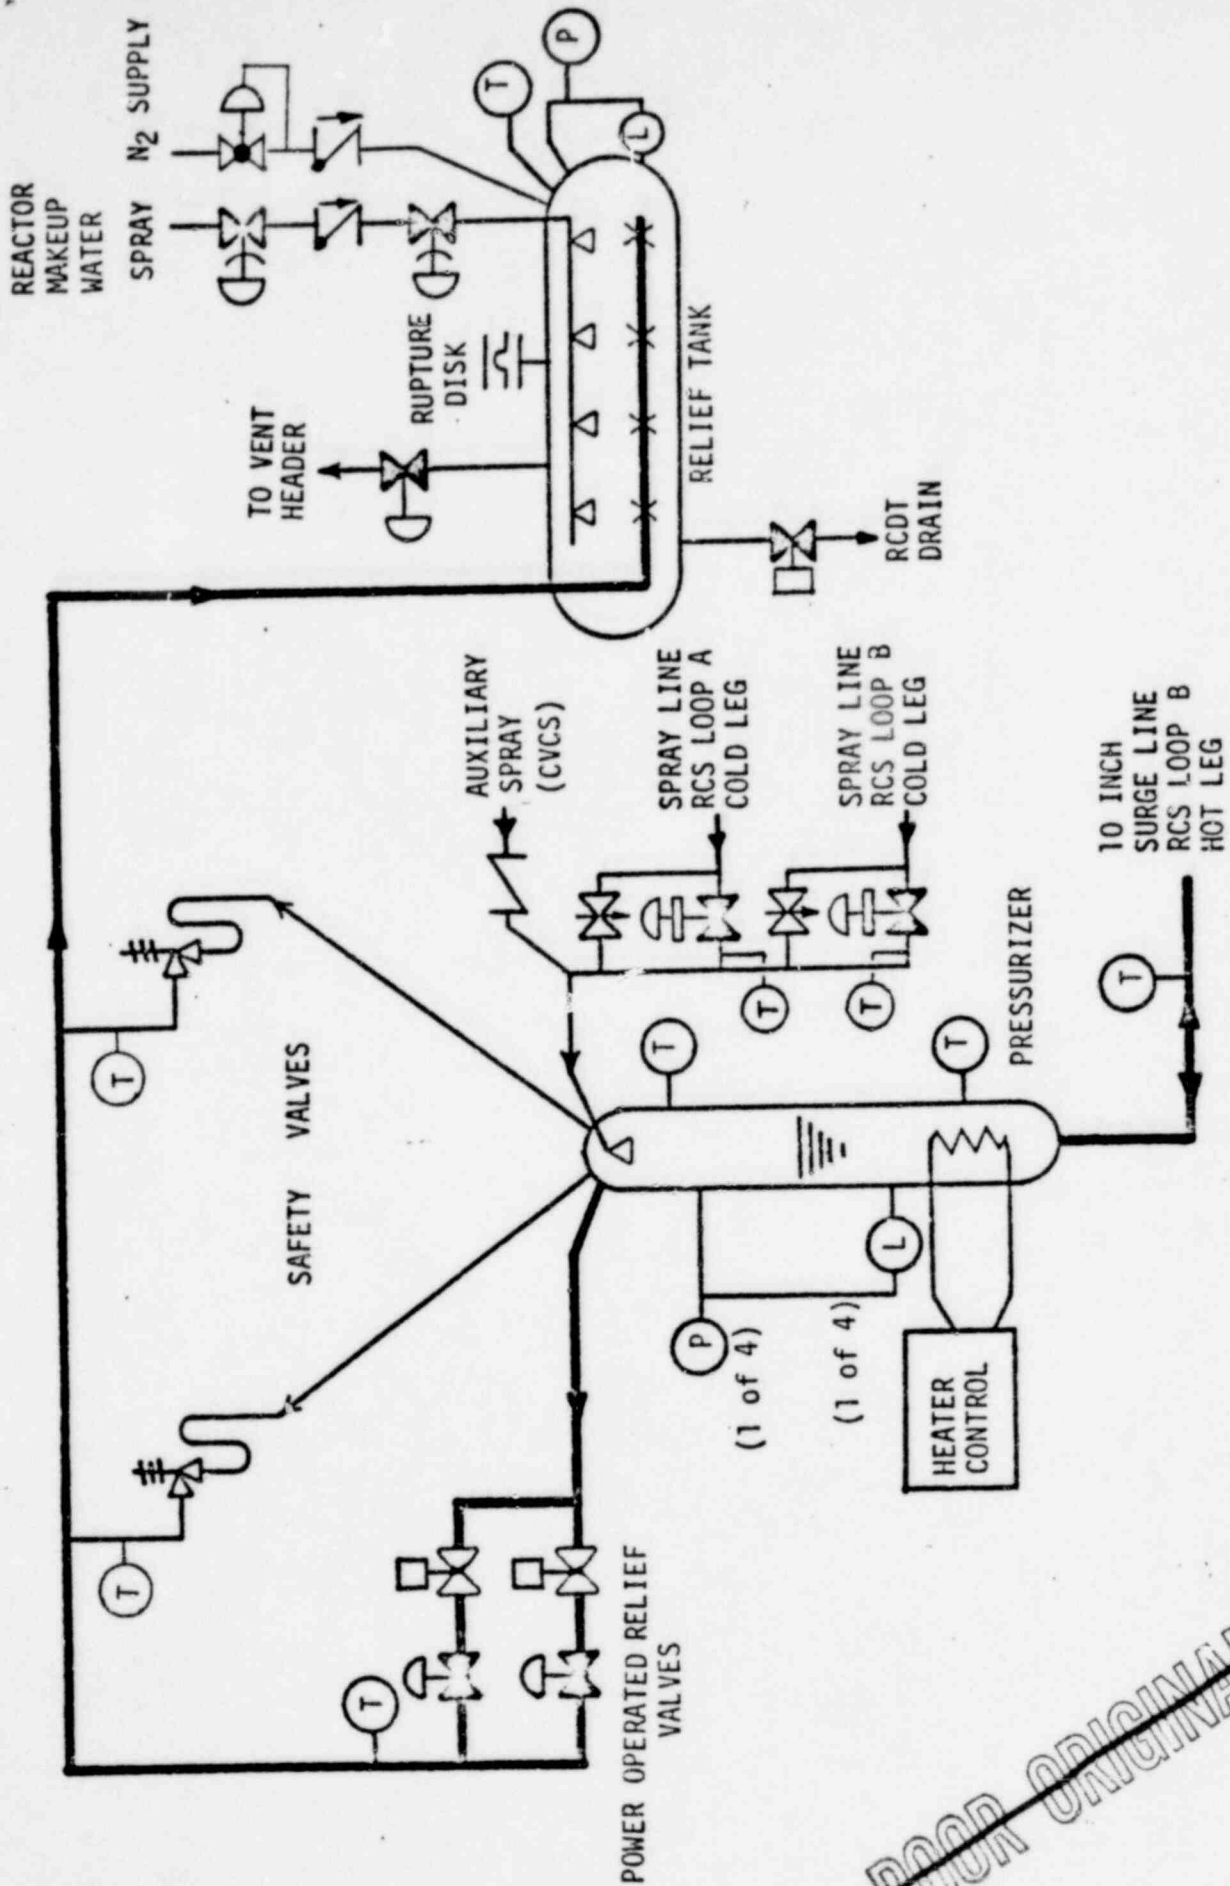 REACTOR
MAKEUP
WATER
SPRAY
N2 SUPPLY
TO VENT
HEADER
RUPTURE
DISK
T
P
L
RELIEF TANK
RCDT
DRAIN
T
T
SAFETY VALVES
AUXILIARY
SPRAY
(CVCS)
SPRAY LINE
RCS LOOP A
COLD LEG
SPRAY LINE
RCS LOOP B
COLD LEG
T
T
T
POWER OPERATED RELIEF
VALVES
T
T
P
(1 of 4)
L
(1 of 4)
HEATER
CONTROL
PRESSURIZER
T
10 INCH
SURGE LINE
RCS LOOP B
HOT LEG
POOR ORIGINAL